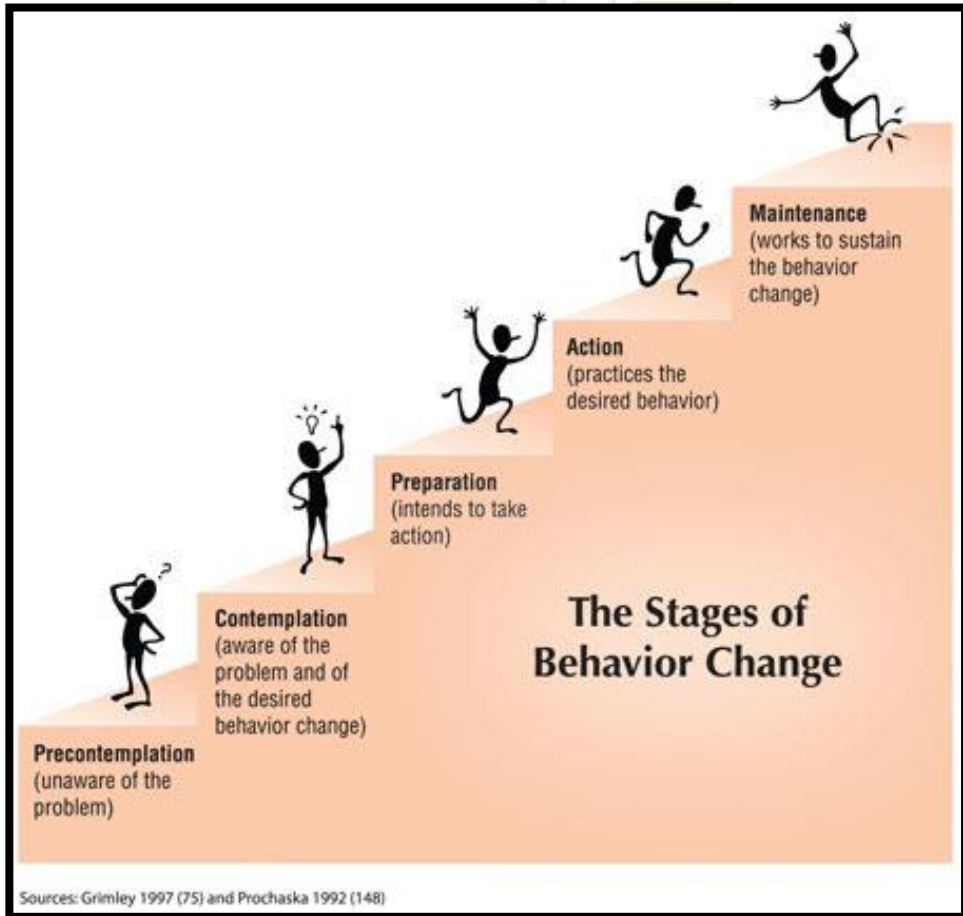 Maintenance
(works to sustain
the behavior
change)
Action
(practices the
desired behavior)
Preparation
(intends to take
action)
?
Contemplation
(aware of the
problem and of
the desired
behavior change)
The Stages of
Behavior Change
Precontemplation
(unaware of the
problem)
Sources: Grimley 1997 (75) and Prochaska 1992 (148)